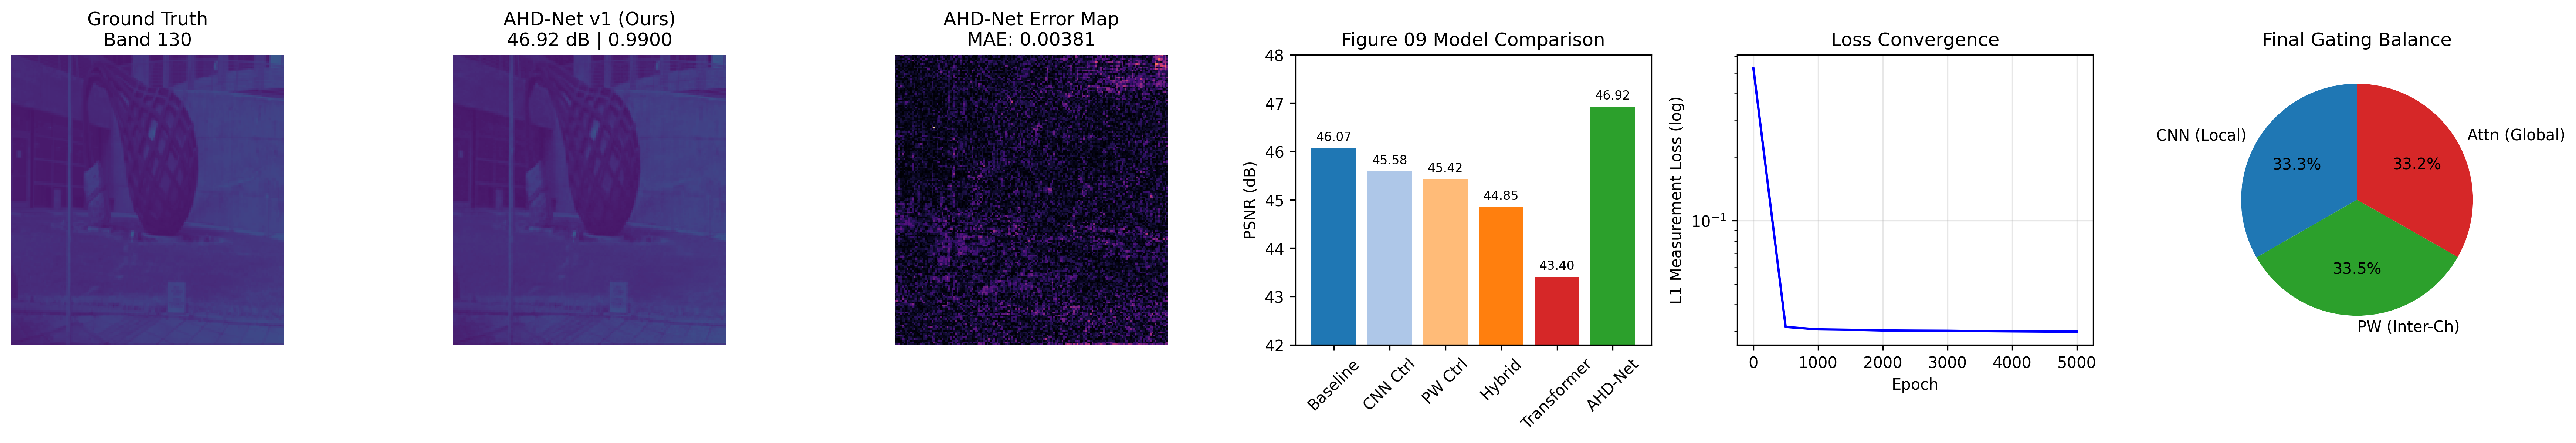 Ground Truth
Band 130
AHD-Net v1 (Ours)
46.92 dB | 0.9900
AHD-Net Error Map
MAE: 0.00381
Figure 09 Model Comparison
PSNR (dB)
48
47
46
45
44
43
42
46.07
45.58
45.42
44.85
43.40
46.92
Baseline
CNN Ctrl
PW Ctrl
Hybrid
Transformer
AHD-Net
Loss Convergence
L1 Measurement Loss (log)
10⁻¹
0
1000
2000
3000
4000
5000
Epoch
Final Gating Balance
CNN (Local)
33.3%
Attn (Global)
33.2%
33.5%
PW (Inter-Ch)